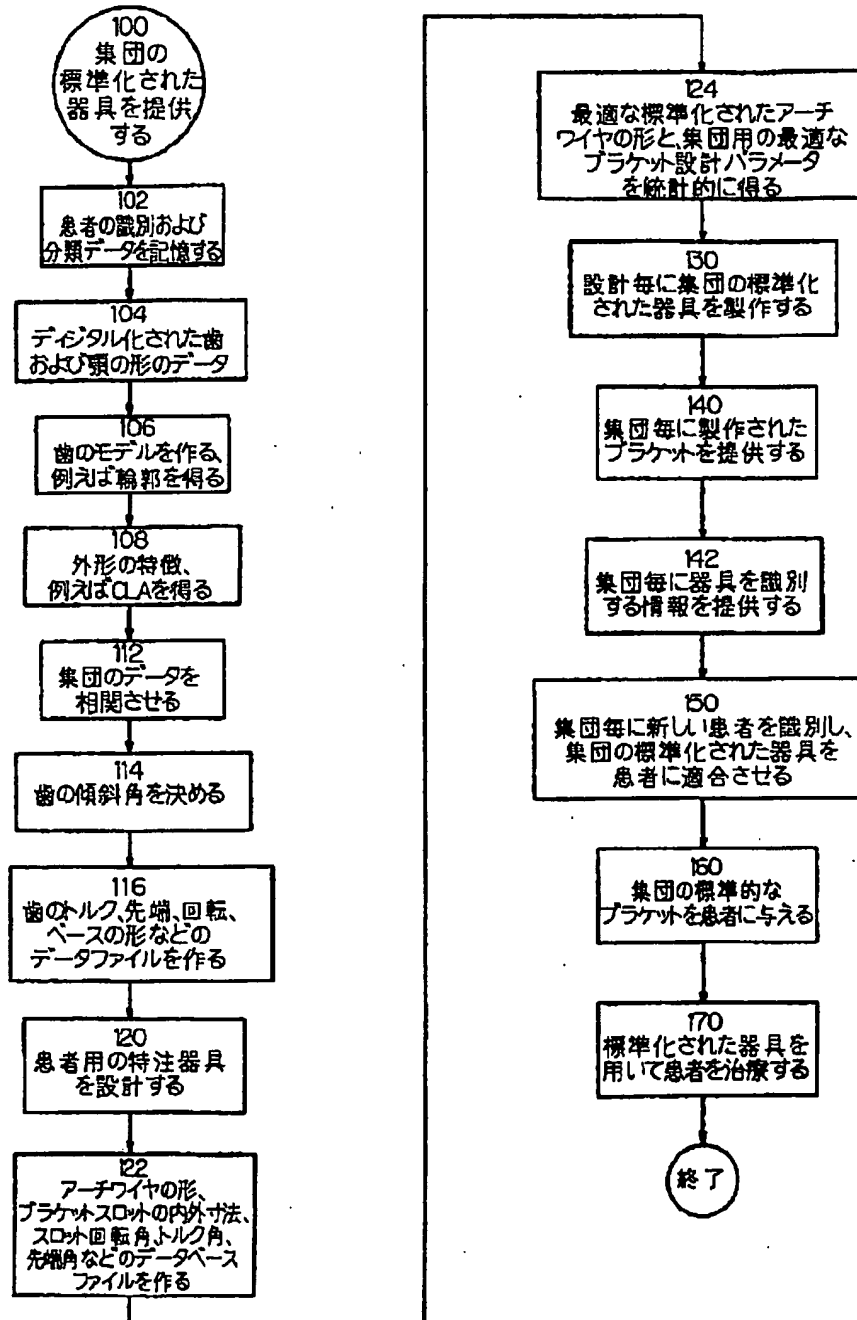 100
集団の
標準化された
器具を提供
する
102
患者の識別および
分類データを記憶する
104
ディジタル化された歯
および顎の形のデータ
106
歯のモデルを作る、
例えば輪郭を得る
108
外形の特徴、
例えばCLAを得る
112
集団のデータを
相関させる
114
歯の傾斜角を決める
116
歯のトルク、先端、回転、
ベースの形などの
データファイルを作る
120
患者用の特注器具
を設計する
122
アーチワイヤの形、
ブラケットスロットの内外寸法、
スロット回転角、トルク角、
先端角などのデータベース
ファイルを作る
124
最適な標準化されたアーチ
ワイヤの形と、集団用の最適な
ブラケット設計パラメータ
を統計的に得る
130
設計毎に集団の標準化
された器具を製作する
140
集団毎に製作された
ブラケットを提供する
142
集団毎に器具を識別
する情報を提供する
150
集団毎に新しい患者を識別し、
集団の標準化された器具を
患者に適合させる
160
集団の標準的な
ブラケットを患者に与える
170
標準化された器具を
用いて患者を治療する
終了